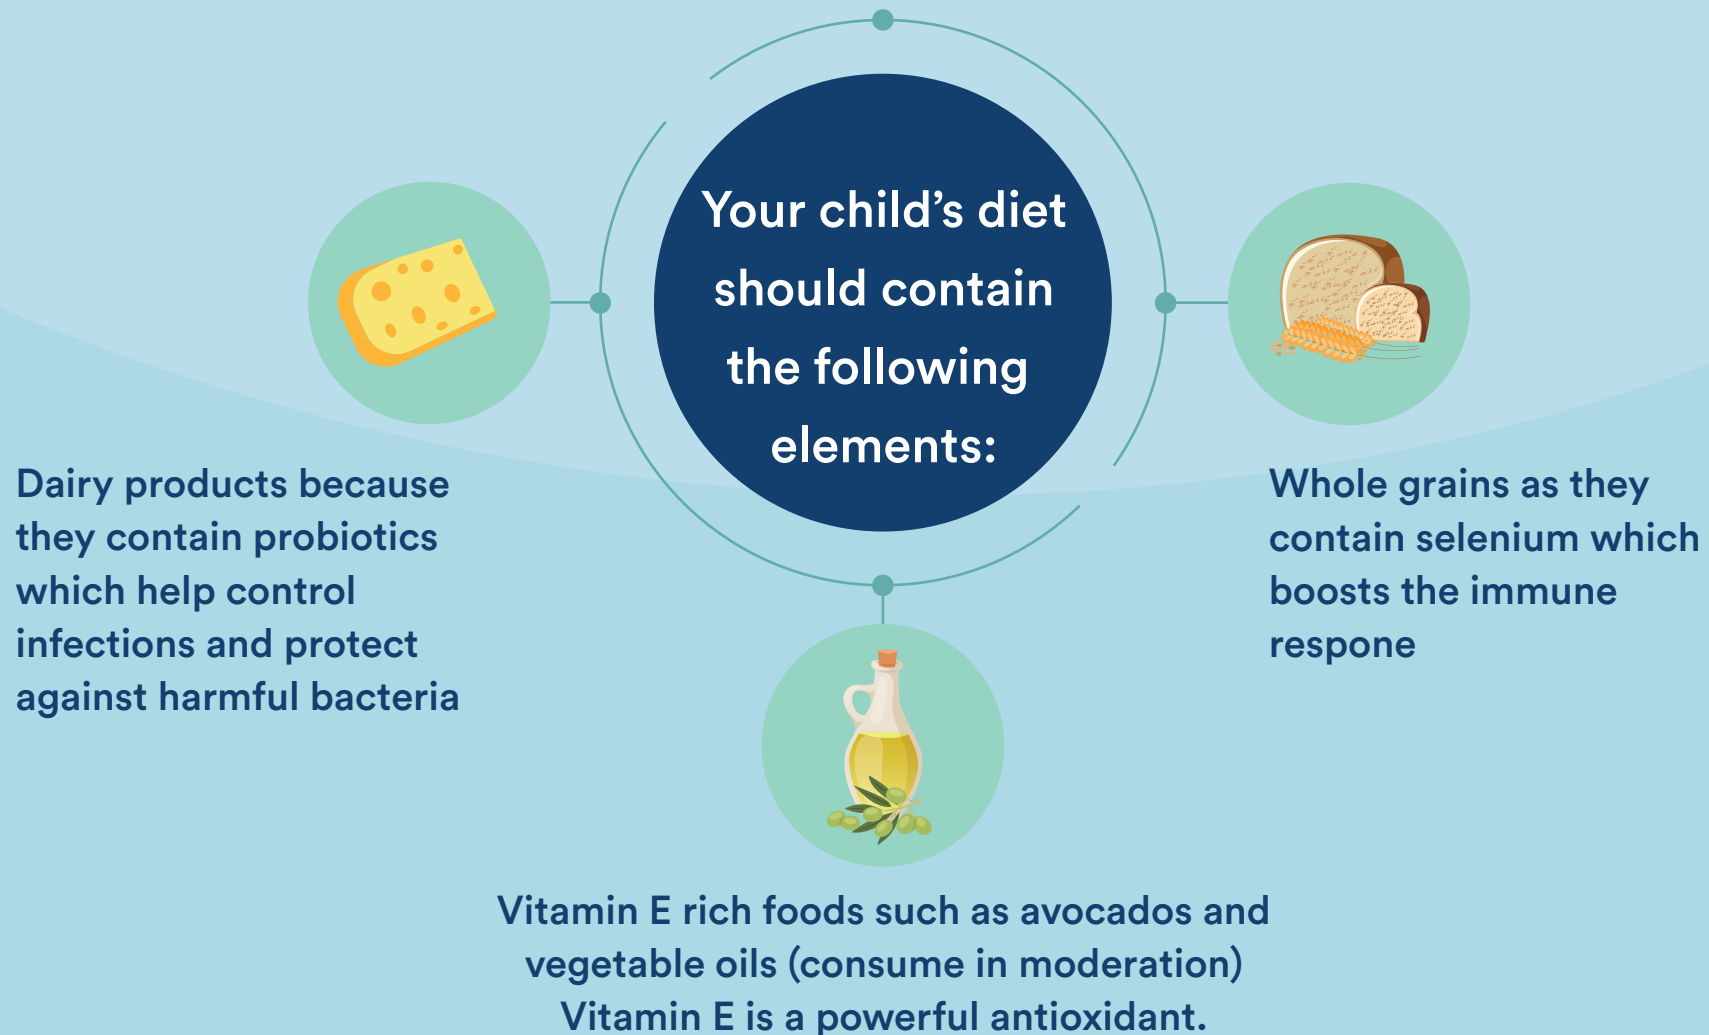 Your child’s diet
should contain
the following
elements:
Dairy products because
they contain probiotics
which help control
infections and protect
against harmful bacteria
Whole grains as they
contain selenium which
boosts the immune
respone
Vitamin E rich foods such as avocados and
vegetable oils (consume in moderation)
Vitamin E is a powerful antioxidant.